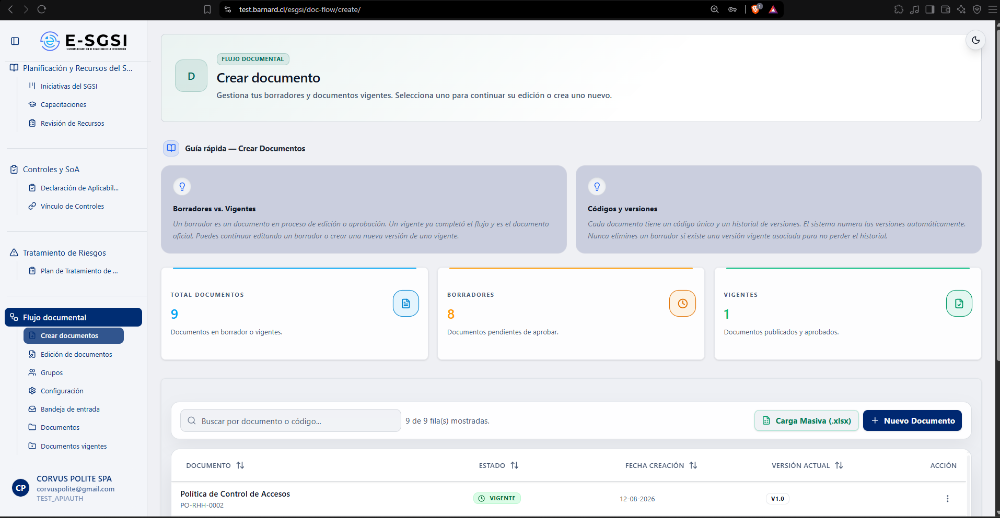 test.barnard.cl/esgsi/doc-flow/create/
1
E-SGSI
SISTEMAS DE GESTIÓN DE SEGURIDAD DE LA INFORMACIÓN
Planificación y Recursos del S...
Iniciativas del SGSI
Capacitaciones
Revisión de Recursos
Controles y SoA
Declaración de Aplicabil...
Vínculo de Controles
Tratamiento de Riesgos
Plan de Tratamiento de ...
Flujo documental
Crear documentos
Edición de documentos
Grupos
Configuración
Bandeja de entrada
Documentos
Documentos vigentes
CP
CORVUS POLITE SPA
corvuspolite@gmail.com
TEST_APIAUTH
D
FLUJO DOCUMENTAL
Crear documento
Gestiona tus borradores y documentos vigentes. Selecciona uno para continuar su edición o crea uno nuevo.
Guía rápida — Crear Documentos
Borradores vs. Vigentes
Un borrador es un documento en proceso de edición o aprobación. Un vigente ya completó el flujo y es el documento
oficial. Puedes continuar editando un borrador o crear una nueva versión de uno vigente.
Códigos y versiones
Cada documento tiene un código único y un historial de versiones. El sistema numera las versiones automáticamente.
Nunca elimines un borrador si existe una versión vigente asociada para no perder el historial.
TOTAL DOCUMENTOS
9
Documentos en borrador o vigentes.
BORRADORES
8
Documentos pendientes de aprobar.
VIGENTES
1
Documentos publicados y aprobados.
Buscar por documento o código...
9 de 9 fila(s) mostradas.
Carga Masiva (.xlsx)
Nuevo Documento
DOCUMENTO ESTADO FECHA CREACIÓN VERSIÓN ACTUAL ACCIÓN
Política de Control de Accesos
PO-RHH-0002
VIGENTE
12-08-2026
V1.0